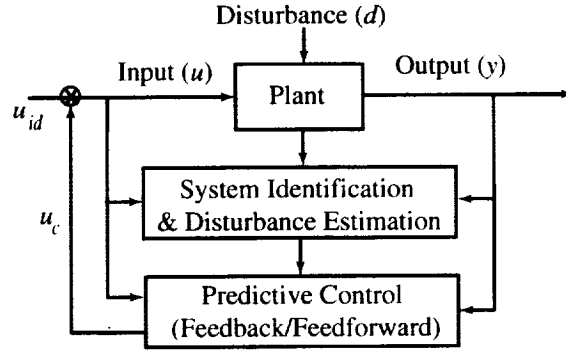 Disturbance (d)
Input (u)
Output (y)
Plant
u_id
System Identification
& Disturbance Estimation
u_c
Predictive Control
(Feedback/Feedforward)